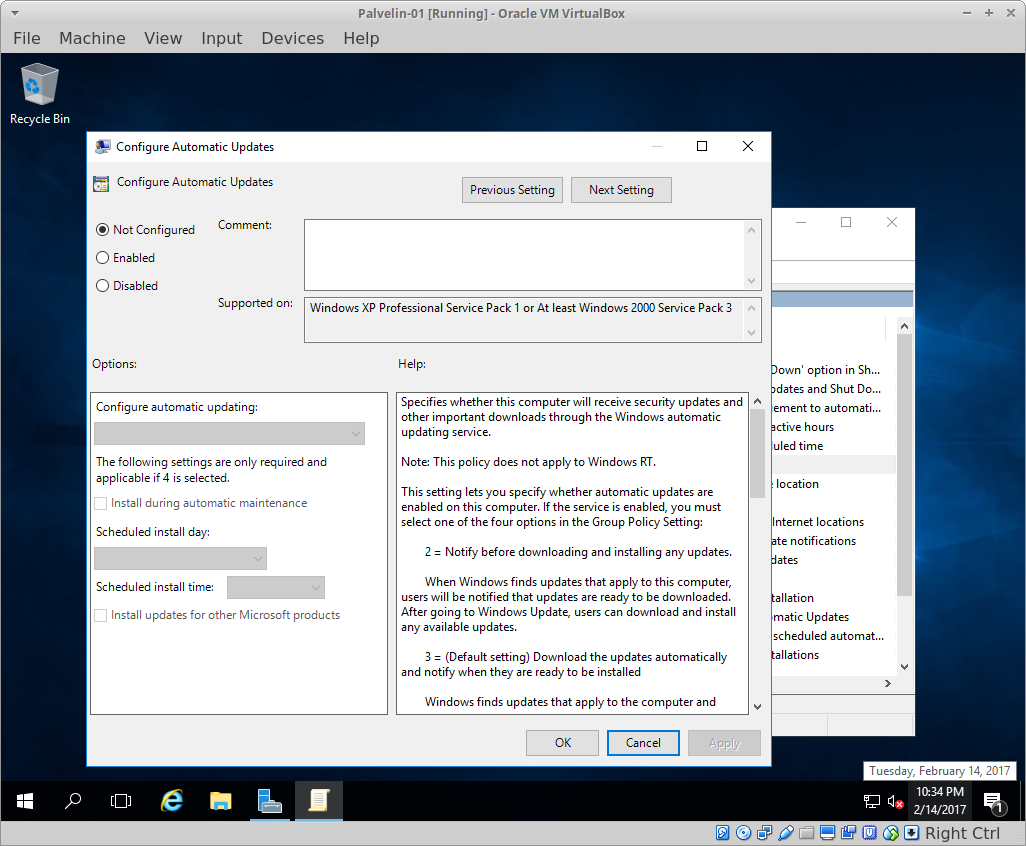 Palvelin-01 [Running] - Oracle VM VirtualBox
File Machine View Input Devices Help
Recycle Bin
Configure Automatic Updates
Configure Automatic Updates
Previous Setting Next Setting
Not Configured
Enabled
Disabled
Comment:
Supported on:
Windows XP Professional Service Pack 1 or At least Windows 2000 Service Pack 3
Options:
Help:
Configure automatic updating:
The following settings are only required and
applicable if 4 is selected.
Install during automatic maintenance
Scheduled install day:
Scheduled install time:
Install updates for other Microsoft products
Specifies whether this computer will receive security updates and
other important downloads through the Windows automatic
updating service.
Note: This policy does not apply to Windows RT.
This setting lets you specify whether automatic updates are
enabled on this computer. If the service is enabled, you must
select one of the four options in the Group Policy Setting:
2 = Notify before downloading and installing any updates.
When Windows finds updates that apply to this computer,
users will be notified that updates are ready to be downloaded.
After going to Windows Update, users can download and install
any available updates.
3 = (Default setting) Download the updates automatically
and notify when they are ready to be installed
Windows finds updates that apply to the computer and
OK Cancel Apply
Down' option in Sh...
pdates and Shut Do...
ement to automati...
active hours
uled time
location
Internet locations
ate notifications
dates
tallation
matic Updates
scheduled automat...
tallations
Tuesday, February 14, 2017
10:34 PM
2/14/2017
1
Right Ctrl